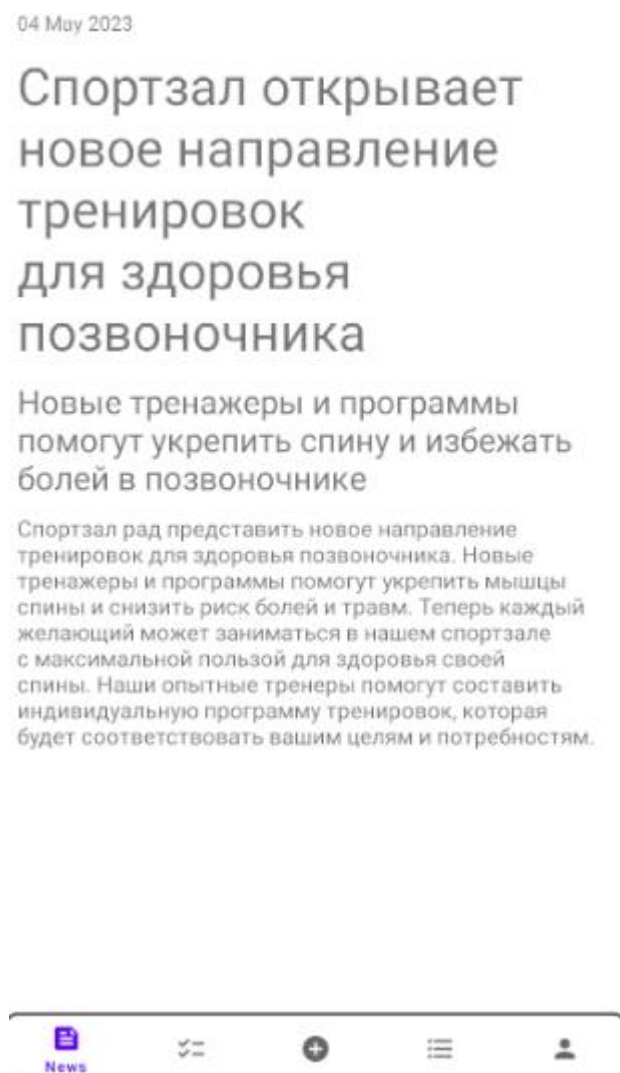 04 May 2023
Спортзал открывает
новое направление
тренировок
для здоровья
позвоночника
Новые тренажеры и программы
помогут укрепить спину и избежать
болей в позвоночнике
Спортзал рад представить новое направление
тренировок для здоровья позвоночника. Новые
тренажеры и программы помогут укрепить мышцы
спины и снизить риск болей и травм. Теперь каждый
желающий может заниматься в нашем спортзале
с максимальной пользой для здоровья своей
спины. Наши опытные тренеры помогут составить
индивидуальную программу тренировок, которая
будет соответствовать вашим целям и потребностям.
News